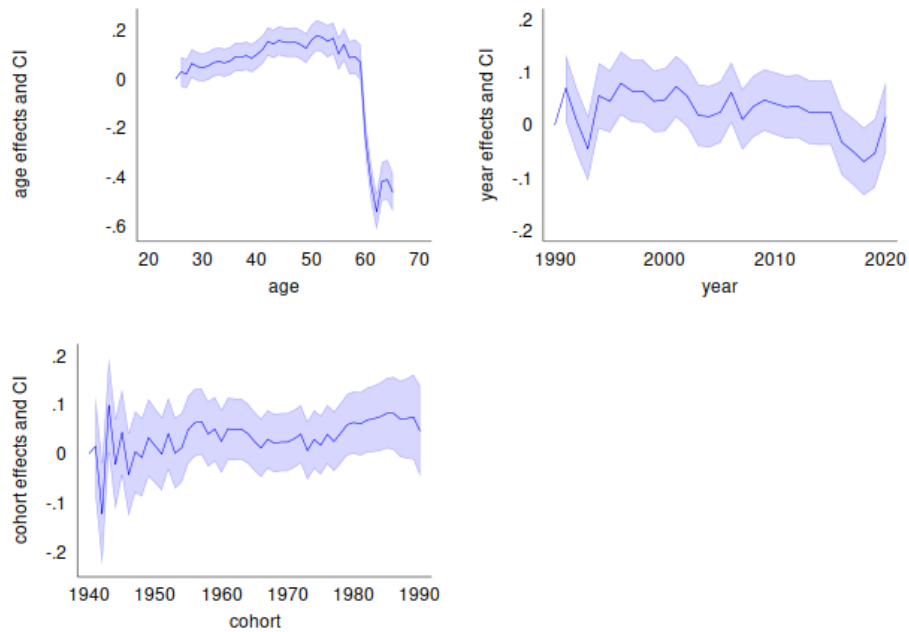 age effects and CI
.2
0
-.2
-.4
-.6
20 30 40 50 60 70
age
year effects and CI
.2
.1
0
-.1
-.2
1990 2000 2010 2020
year
cohort effects and CI
.2
.1
0
-.1
-.2
1940 1950 1960 1970 1980 1990
cohort